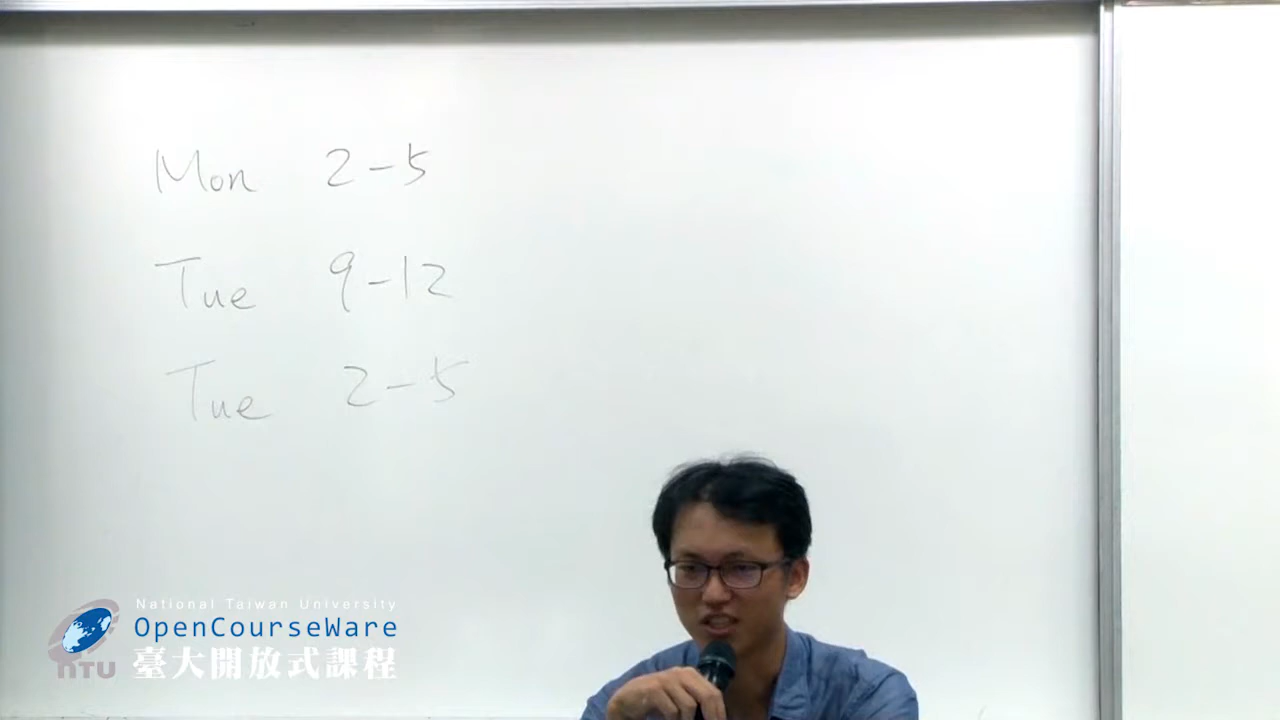 Mon 2-5
Tue 9-12
Tue 2-5
National Taiwan University
OpenCourseWare
NTU 臺大開放式課程